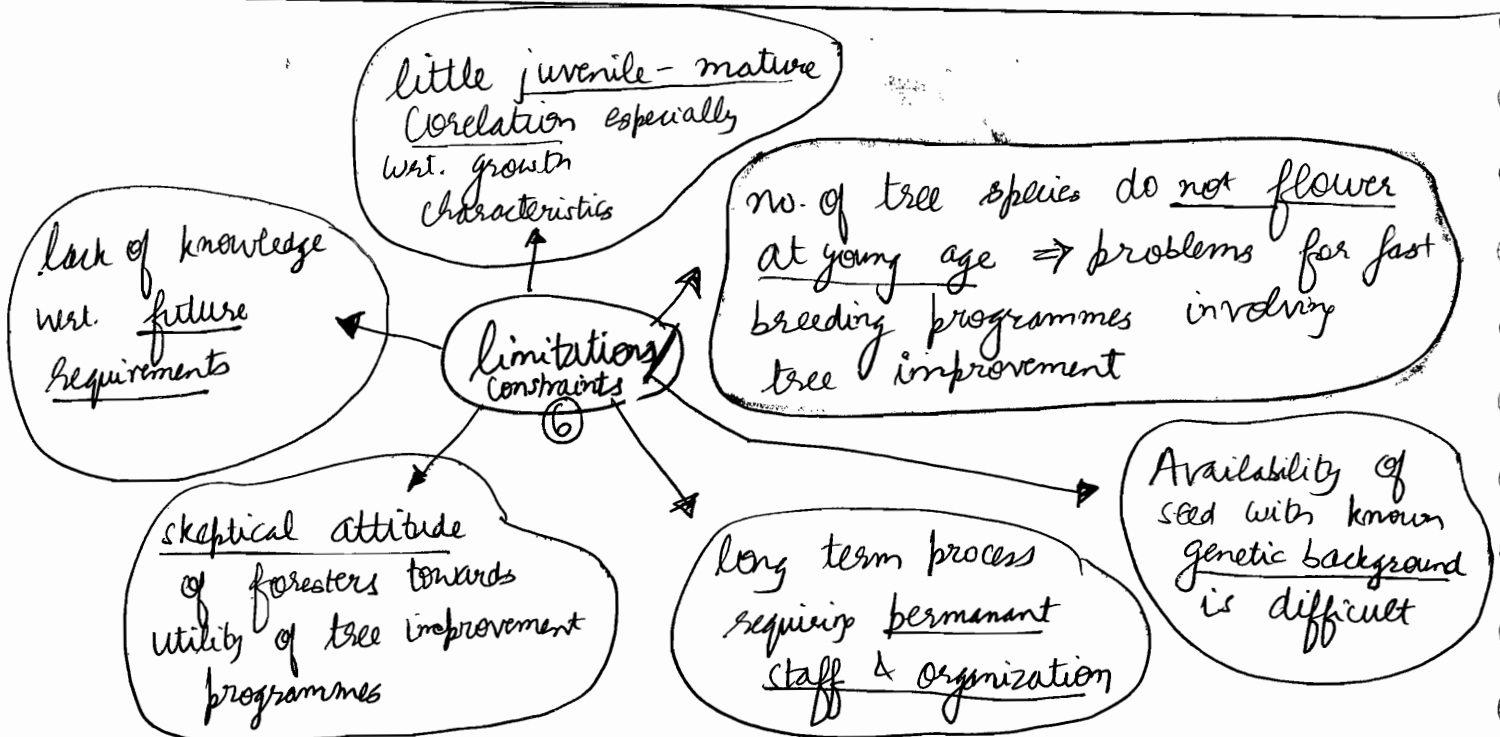 little juvenile - mature
Corelation especially
wrt. growth
characteristics
no. of tree species do not flower
at young age ⇒ problems for fast
breeding programmes involving
tree improvement
lack of knowledge
wrt. future
requirements
limitations/
constraints
6
Availability of
seed with known
genetic background
is difficult
skeptical attitude
of foresters towards
utility of tree improvement
programmes
long term process
requiring permanant
staff & organization